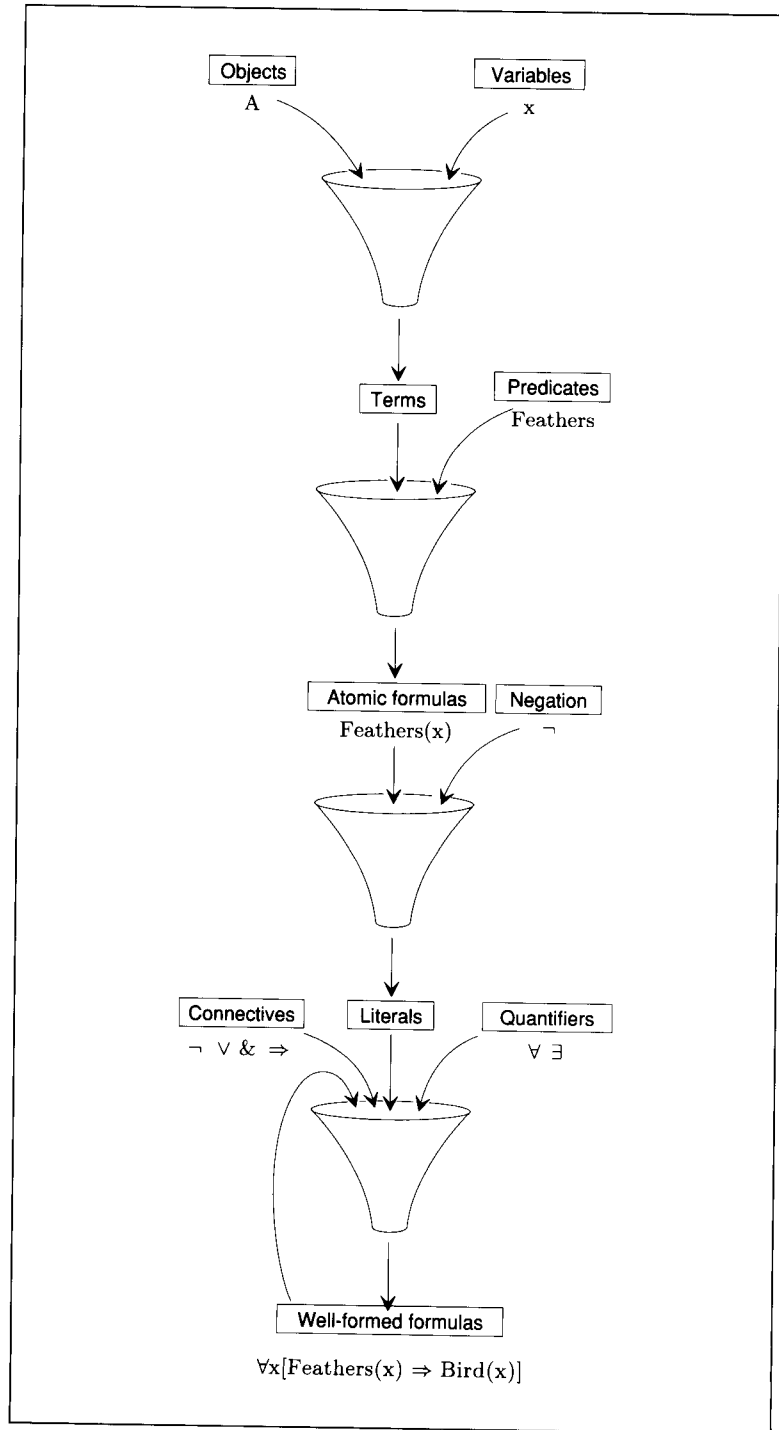 Objects Variables
A x
Terms Predicates
Feathers
Atomic formulas Negation
Feathers(x) ¬
Connectives Literals Quantifiers
¬ ∨ & ⇒ ∀ ∃
Well-formed formulas
∀x[Feathers(x) ⇒ Bird(x)]